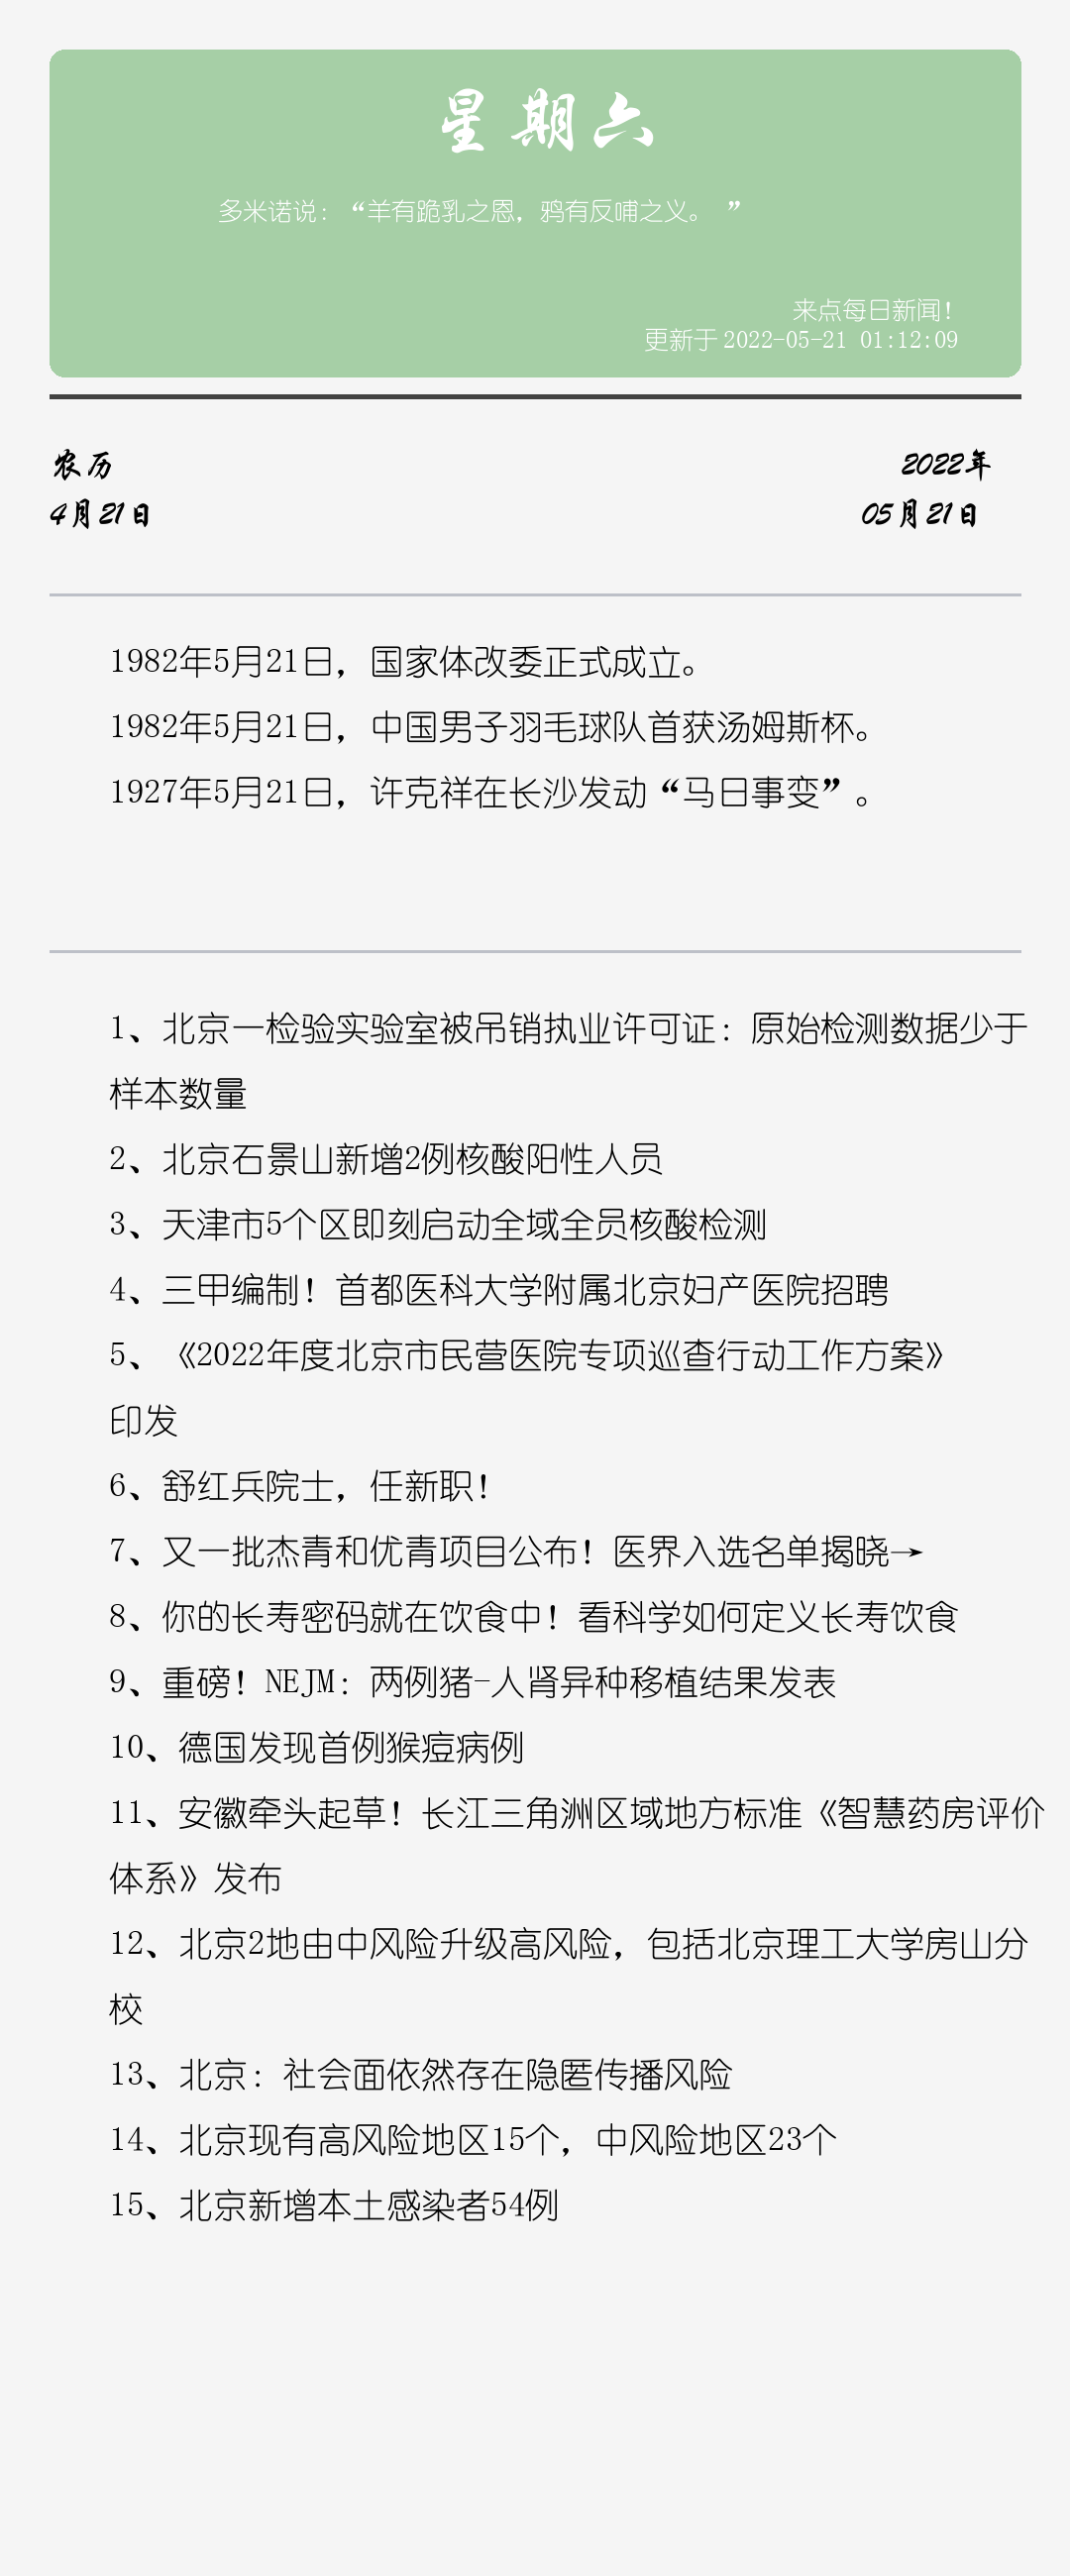 星期六
多米诺说：“羊有跪乳之恩，鸦有反哺之义。 ”
来点每日新闻！
更新于 2022-05-21 01:12:09
农历
2022年
4月21日
05月21日
1982年5月21日，国家体改委正式成立。
1982年5月21日，中国男子羽毛球队首获汤姆斯杯。
1927年5月21日，许克祥在长沙发动“马日事变”。
1、北京一检验实验室被吊销执业许可证：原始检测数据少于
样本数量
2、北京石景山新增2例核酸阳性人员
3、天津市5个区即刻启动全域全员核酸检测
4、三甲编制！首都医科大学附属北京妇产医院招聘
5、《2022年度北京市民营医院专项巡查行动工作方案》
印发
6、舒红兵院士，任新职！
7、又一批杰青和优青项目公布！医界入选名单揭晓→
8、你的长寿密码就在饮食中！看科学如何定义长寿饮食
9、重磅！NEJM：两例猪-人肾异种移植结果发表
10、德国发现首例猴痘病例
11、安徽牵头起草！长江三角洲区域地方标准《智慧药房评价
体系》发布
12、北京2地由中风险升级高风险，包括北京理工大学房山分
校
13、北京：社会面依然存在隐匿传播风险
14、北京现有高风险地区15个，中风险地区23个
15、北京新增本土感染者54例